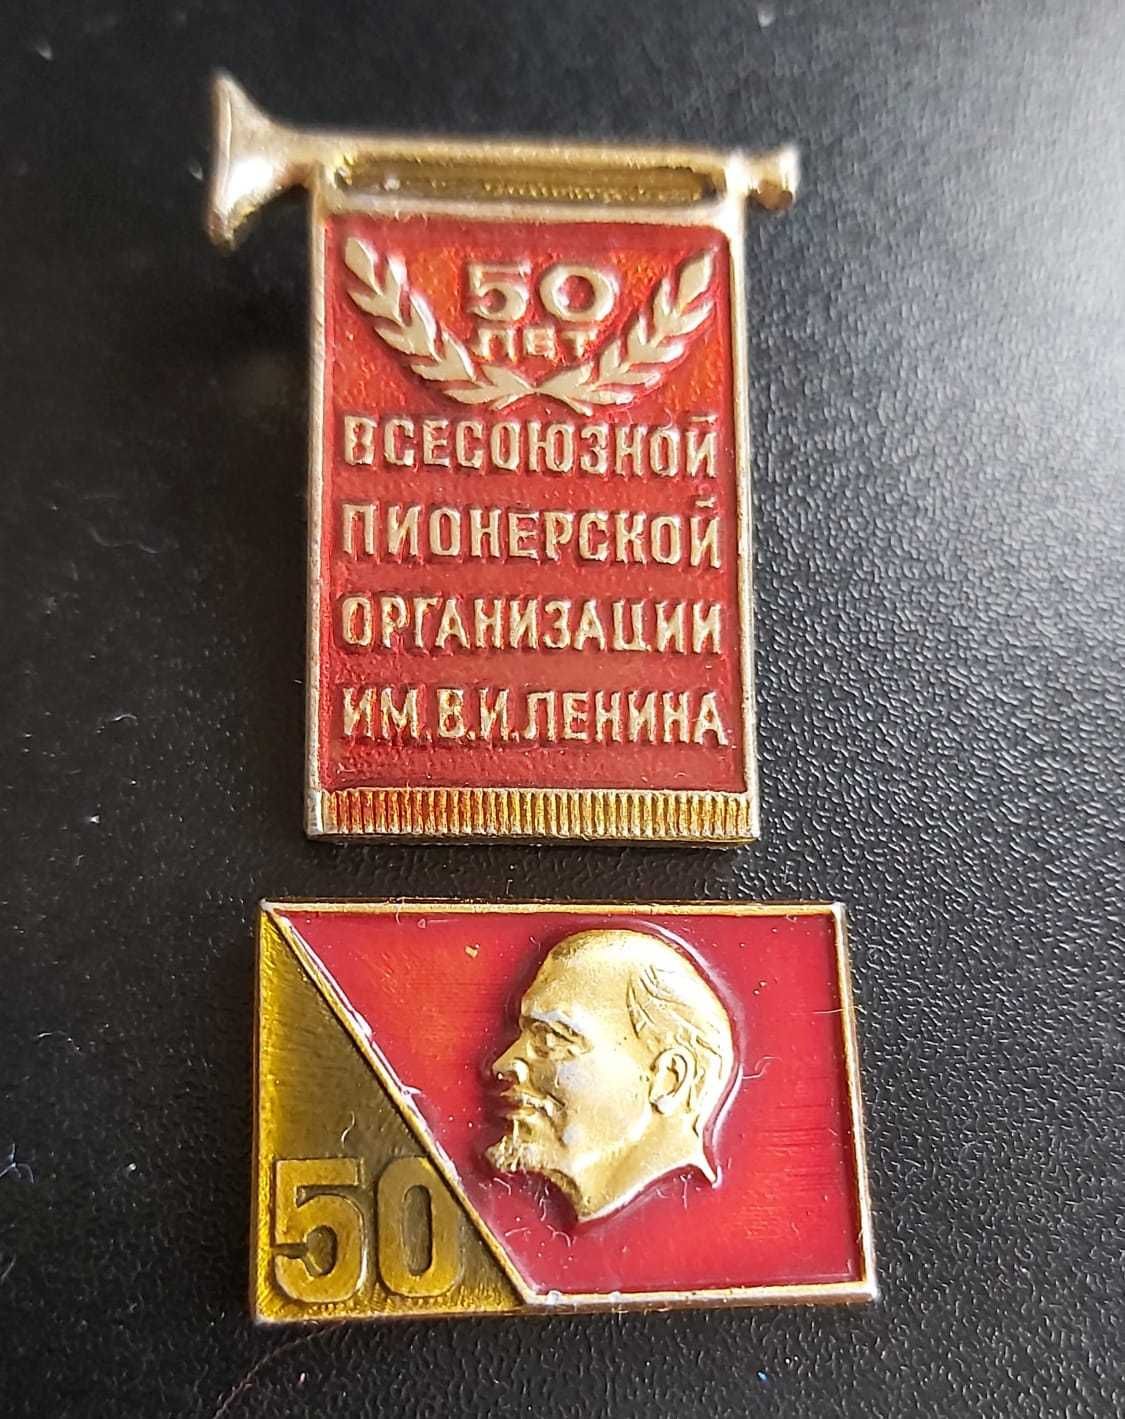 50
ЛЕТ
ВСЕСОЮЗНОЙ
ПИОНЕРСКОЙ
ОРГАНИЗАЦИИ
ИМ.В.И.ЛЕНИНА
50